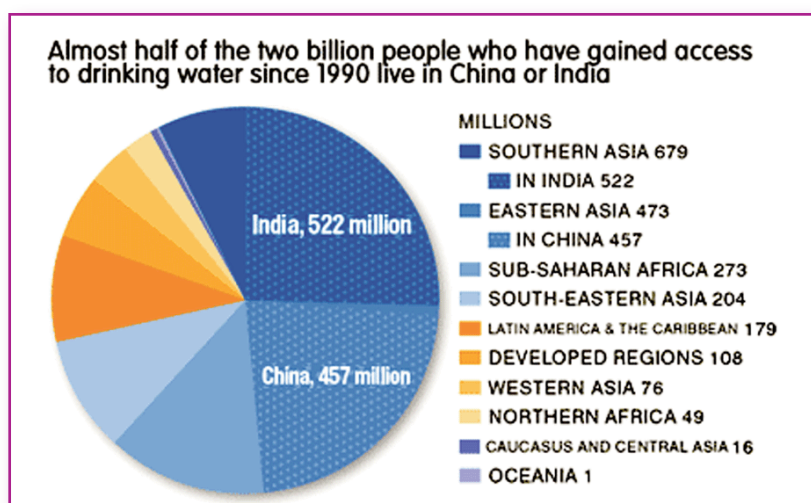 Almost half of the two billion people who have gained access
to drinking water since 1990 live in China or India
India, 522 million
China, 457 million
MILLIONS
SOUTHERN ASIA 679
IN INDIA 522
EASTERN ASIA 473
IN CHINA 457
SUB-SAHARAN AFRICA 273
SOUTH-EASTERN ASIA 204
LATIN AMERICA & THE CARIBBEAN 179
DEVELOPED REGIONS 108
WESTERN ASIA 76
NORTHERN AFRICA 49
CAUCASUS AND CENTRAL ASIA 16
OCEANIA 1